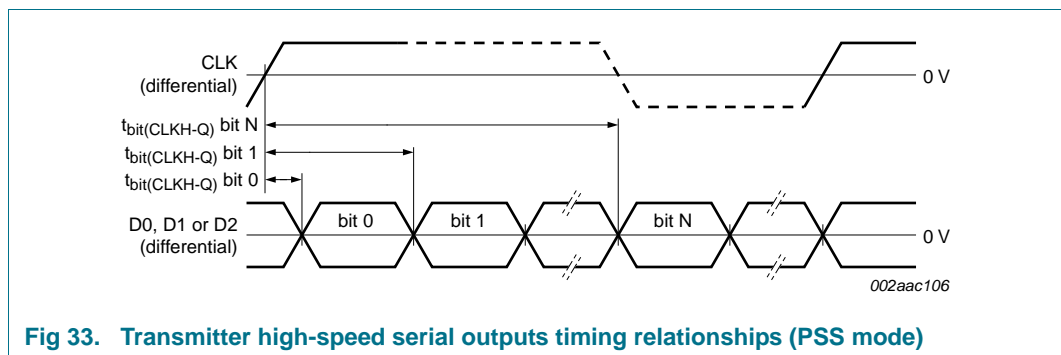 CLK
(differential)
0 V
tbit(CLKH-Q) bit N
tbit(CLKH-Q) bit 1
tbit(CLKH-Q) bit 0
D0, D1 or D2
(differential)
bit 0
bit 1
bit N
0 V
002aac106
Fig 33. Transmitter high-speed serial outputs timing relationships (PSS mode)